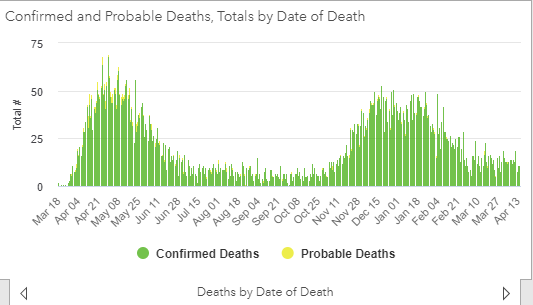 Confirmed and Probable Deaths, Totals by Date of Death
75
50
25
0
Total #
Mar 18
Apr 04
Apr 21
May 08
May 25
Jun 11
Jun 28
Jul 15
Aug 01
Aug 18
Sep 04
Sep 21
Oct 08
Oct 25
Nov 11
Nov 28
Dec 15
Jan 01
Jan 18
Feb 04
Feb 21
Mar 10
Mar 27
Apr 13
Confirmed Deaths
Probable Deaths
Deaths by Date of Death